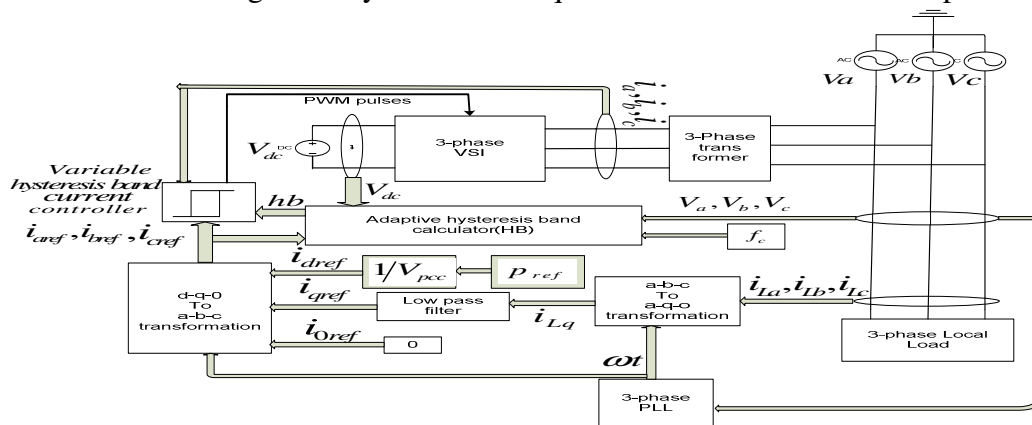 AC
AC
C
Va
Vb
Vc
PWM pulses
i_a, i_b, i_c
V_dc
DC
1
3-phase
VSI
3-Phase
trans
former
Variable
hysteresis band
current
controller
hb
V_dc
Adaptive hysteresis band
calculator(HB)
V_a , V_b , V_c
f_c
i_aref , i_bref , i_cref
i_dref
1/V_pcc
p_ref
d-q-0
To
a-b-c
transformation
i_qref
Low pass
filter
i_Lq
a-b-c
To
a-q-o
transformation
i_La, i_Lb, i_Lc
i_0ref
0
3-phase Local
Load
ωt
3-phase
PLL